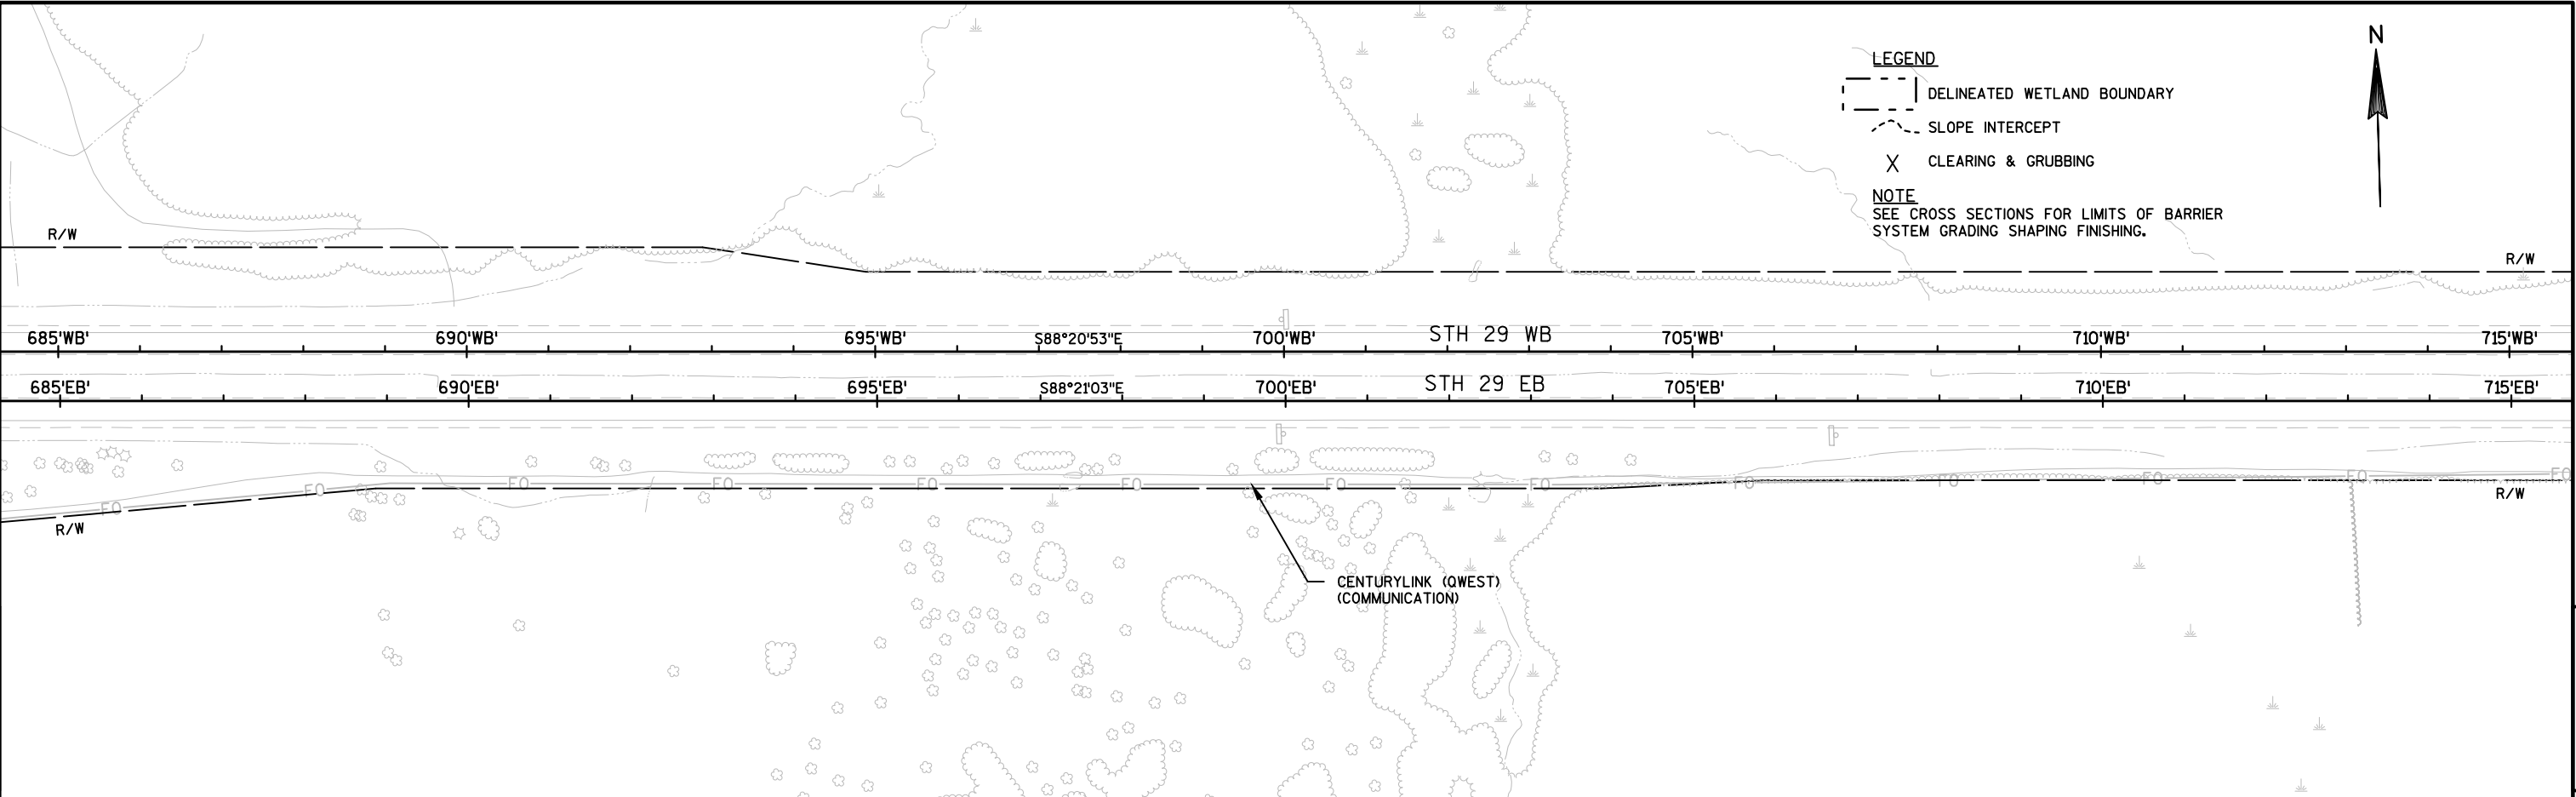 N
LEGEND
DELINEATED WETLAND BOUNDARY
SLOPE INTERCEPT
X CLEARING & GRUBBING
NOTE
SEE CROSS SECTIONS FOR LIMITS OF BARRIER
SYSTEM GRADING SHAPING FINISHING.
R/W
R/W
685'WB' 690'WB' 695'WB' S88°20'53"E 700'WB' STH 29 WB 705'WB' 710'WB' 715'WB'
685'EB' 690'EB' 695'EB' S88°21'03"E 700'EB' STH 29 EB 705'EB' 710'EB' 715'EB'
FO FO FO FO FO FO FO FO FO FO FO FO FO
R/W
R/W
CENTURYLINK (QWEST)
(COMMUNICATION)